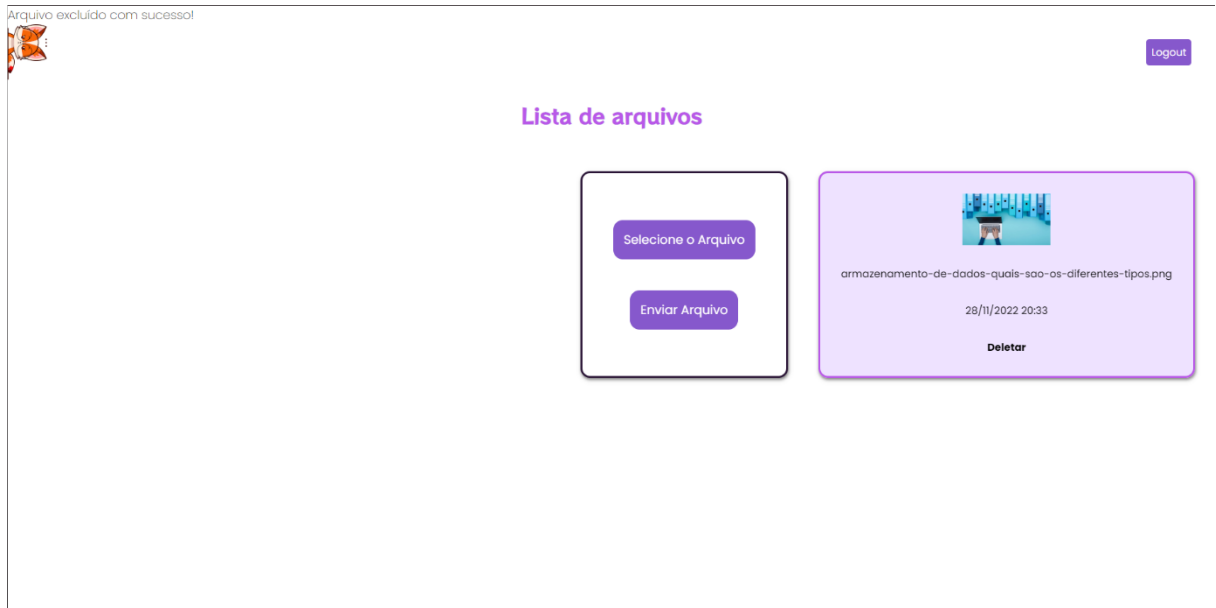 Arquivo excluído com sucesso!
Logout
Lista de arquivos
Selecione o Arquivo
Enviar Arquivo
armazenamento-de-dados-quais-sao-os-diferentes-tipos.png
28/11/2022 20:33
Deletar